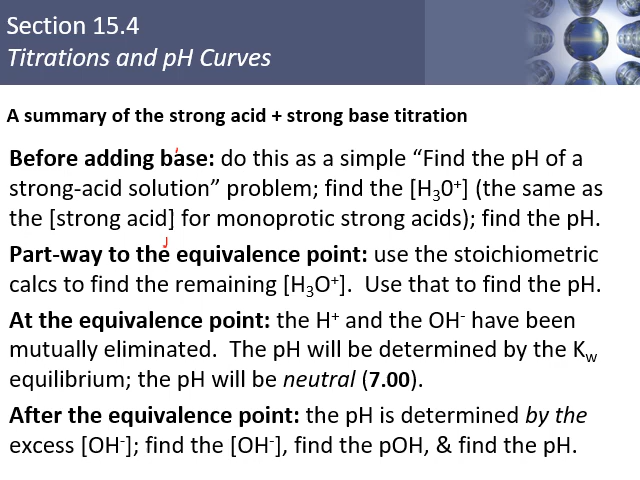 Section 15.4
Titrations and pH Curves
A summary of the strong acid + strong base titration
Before adding base: do this as a simple “Find the pH of a
strong-acid solution” problem; find the [H₃0⁺] (the same as
the [strong acid] for monoprotic strong acids); find the pH.
Part-way to the equivalence point: use the stoichiometric
calcs to find the remaining [H₃O⁺]. Use that to find the pH.
At the equivalence point: the H⁺ and the OH⁻ have been
mutually eliminated. The pH will be determined by the Kw
equilibrium; the pH will be neutral (7.00).
After the equivalence point: the pH is determined by the
excess [OH⁻]; find the [OH⁻], find the pOH, & find the pH.